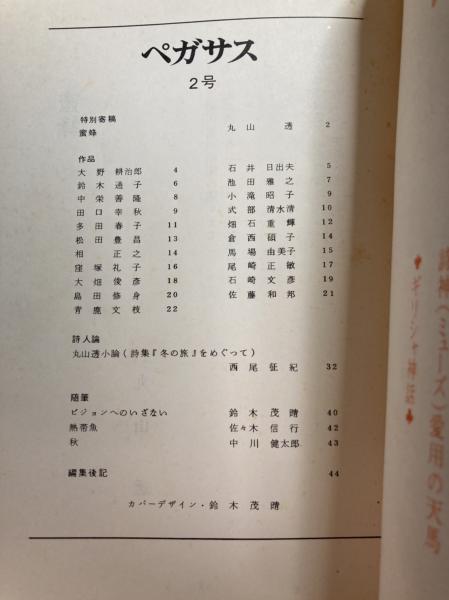 ペガサス
2号
特別寄稿
蜜蜂 丸山 透 2
作品
大野耕治郎 4 石井日出夫 5
鈴木通子 6 池田雅之 7
中栄善隆 8 小滝昭子 9
田口幸秋 9 式部清水清 10
多田春子 11 畑石重輝 12
松田豊昌 13 倉西碩子 14
相 正之 14 馬場由美子 15
窪塚礼子 16 尾崎正敏 17
大畑俊彦 18 石崎文彦 19
島田修身 20 佐藤和邦 21
青鹿文枝 22
詩人論
丸山透小論(詩集『冬の旅』をめぐって)
西尾征紀 32
随筆
ビジョンへのいざない 鈴木茂晴 40
熱帯魚 佐々木信行 42
秋 中川健太郎 43
編集後記 44
カバーデザイン・鈴木茂晴
詩神(ミューズ)愛用の天馬
ギリシャ神話